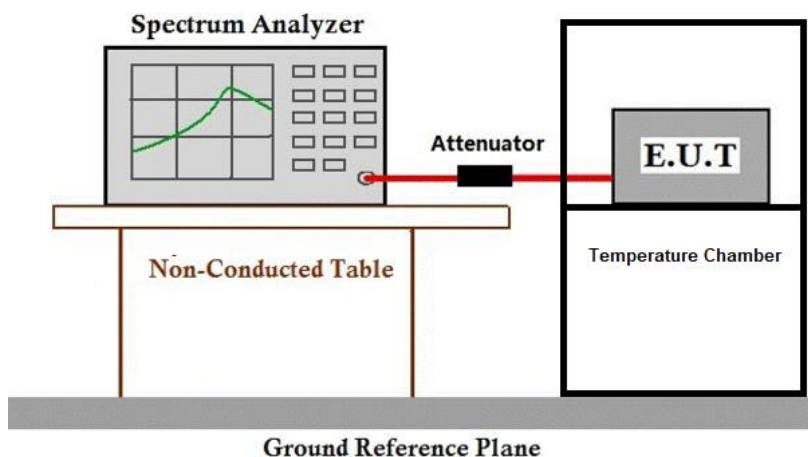 Spectrum Analyzer
Attenuator
E.U.T
Non-Conducted Table
Temperature Chamber
Ground Reference Plane